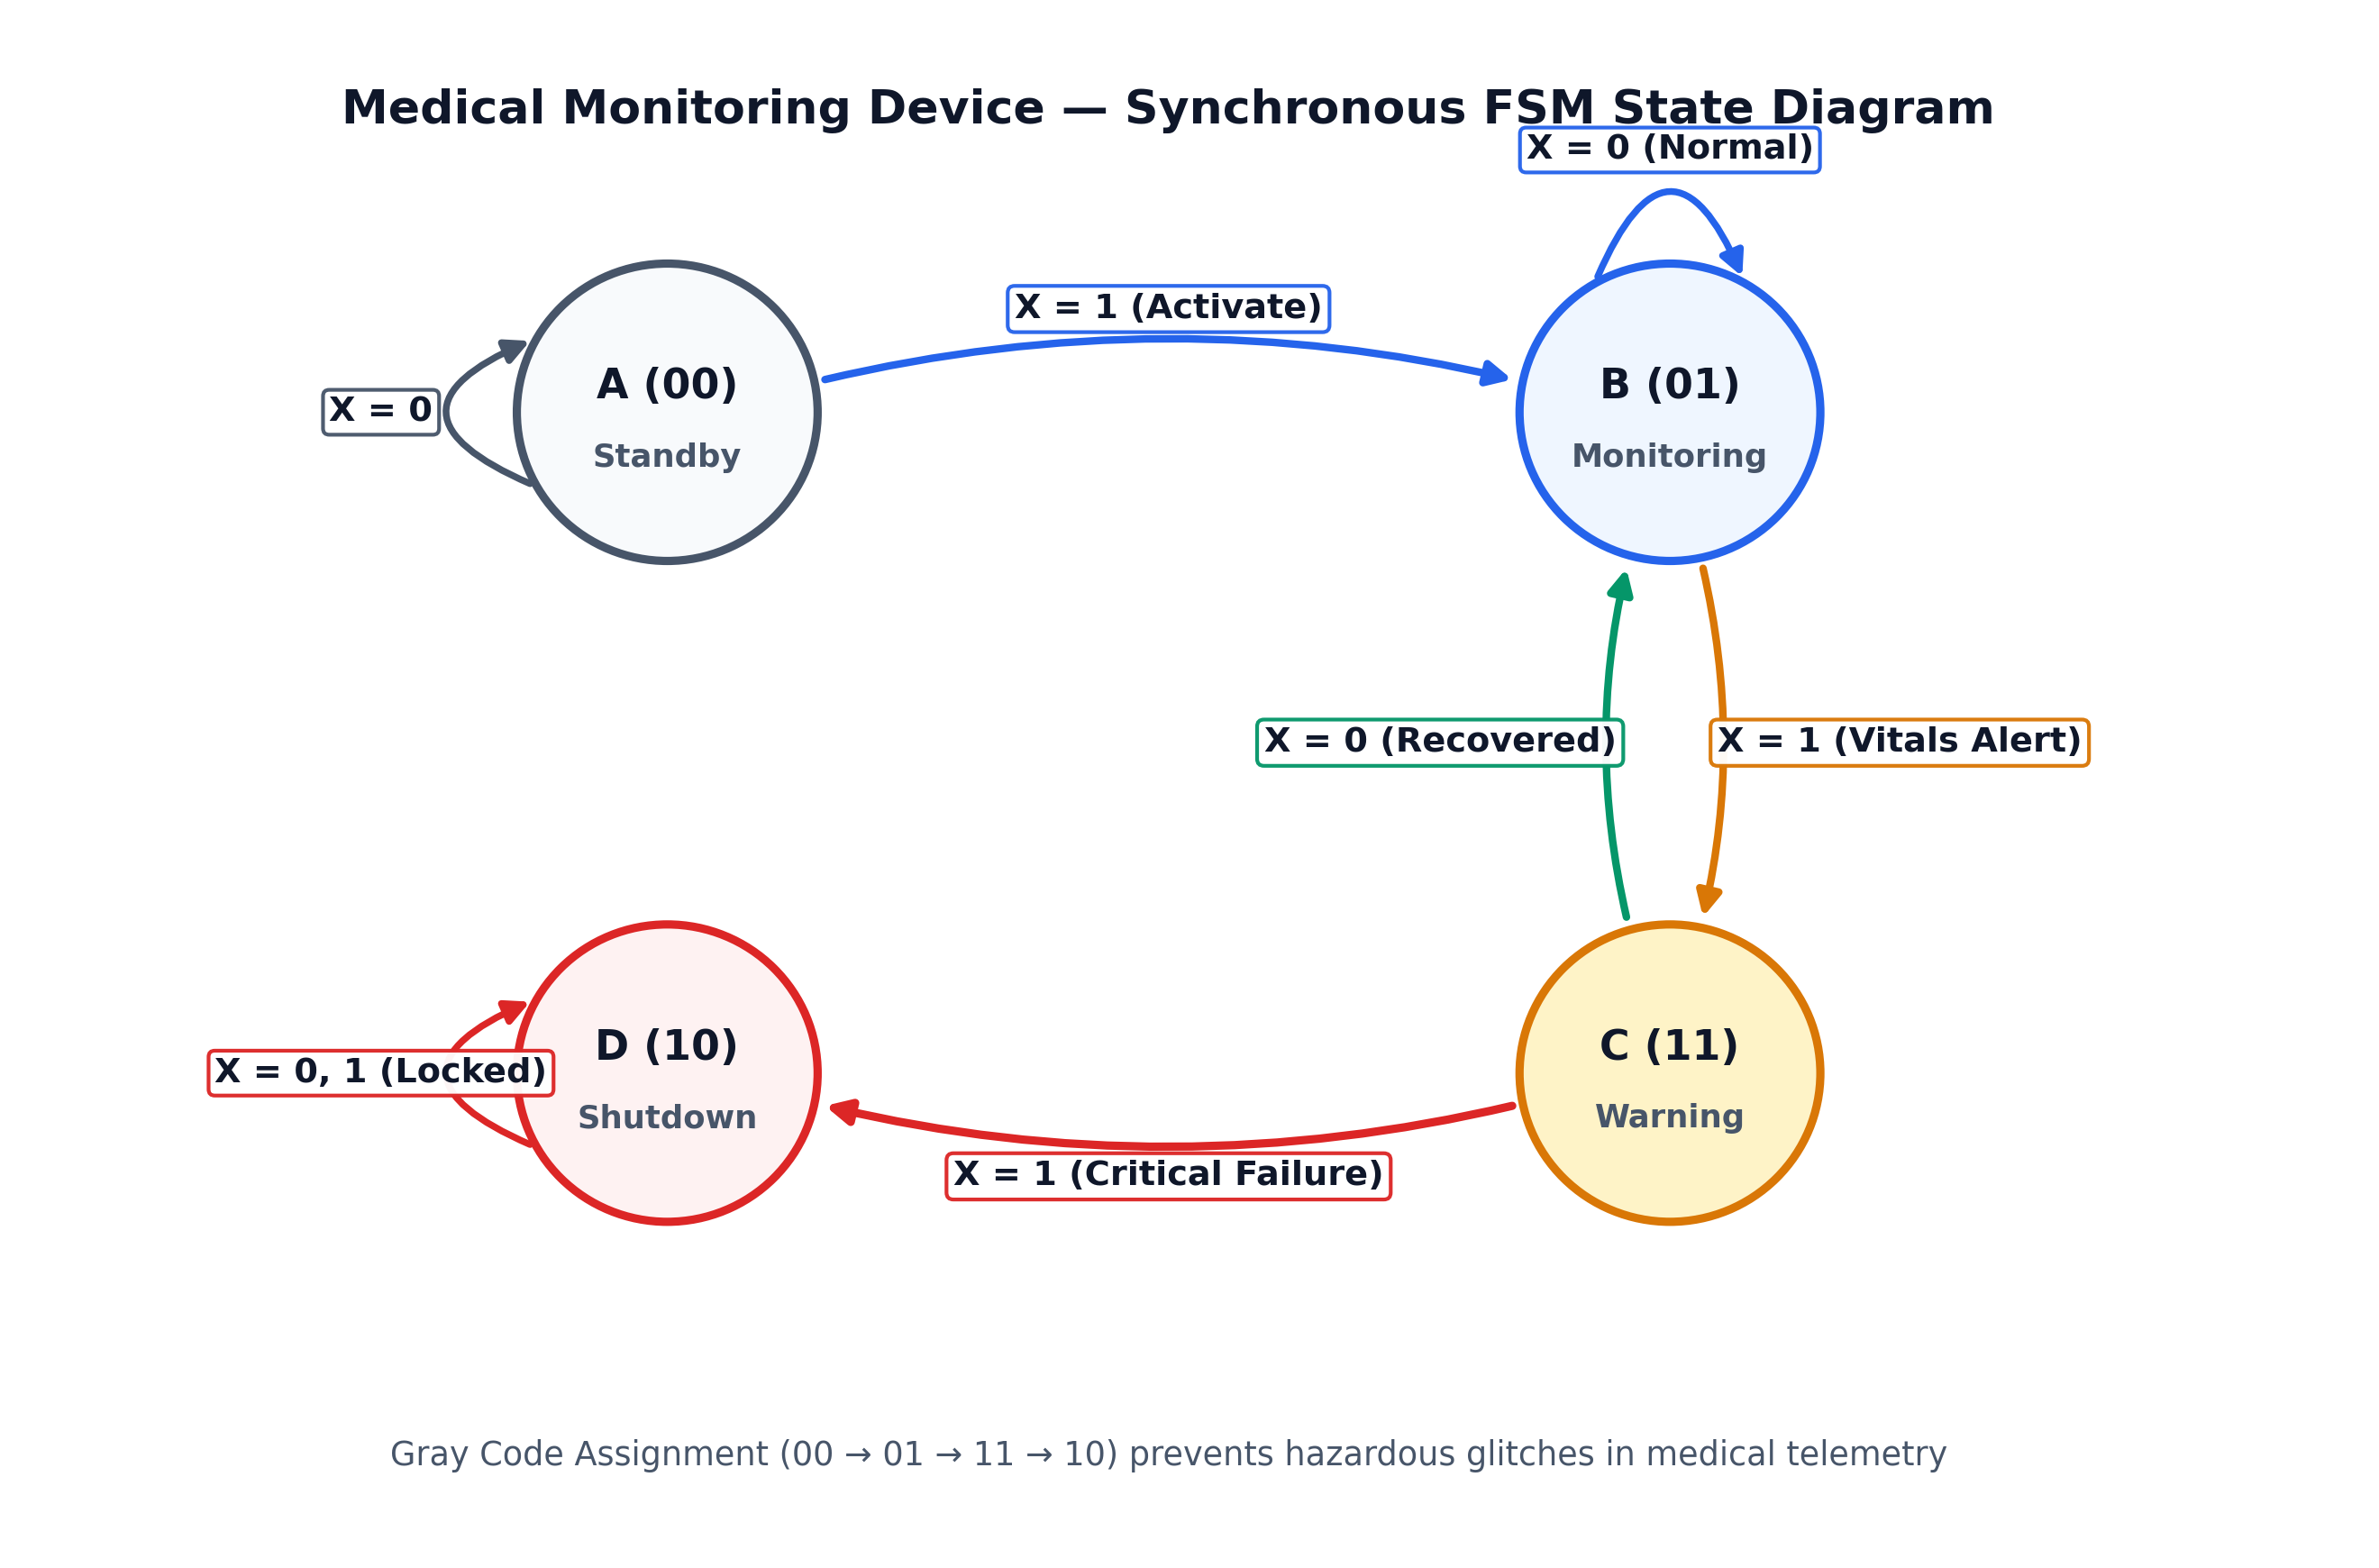 Medical Monitoring Device — Synchronous FSM State Diagram
X = 0 (Normal)
X = 1 (Activate)
X = 0
A (00)
Standby
B (01)
Monitoring
X = 0 (Recovered)
X = 1 (Vitals Alert)
X = 0, 1 (Locked)
D (10)
Shutdown
C (11)
Warning
X = 1 (Critical Failure)
Gray Code Assignment (00 → 01 → 11 → 10) prevents hazardous glitches in medical telemetry